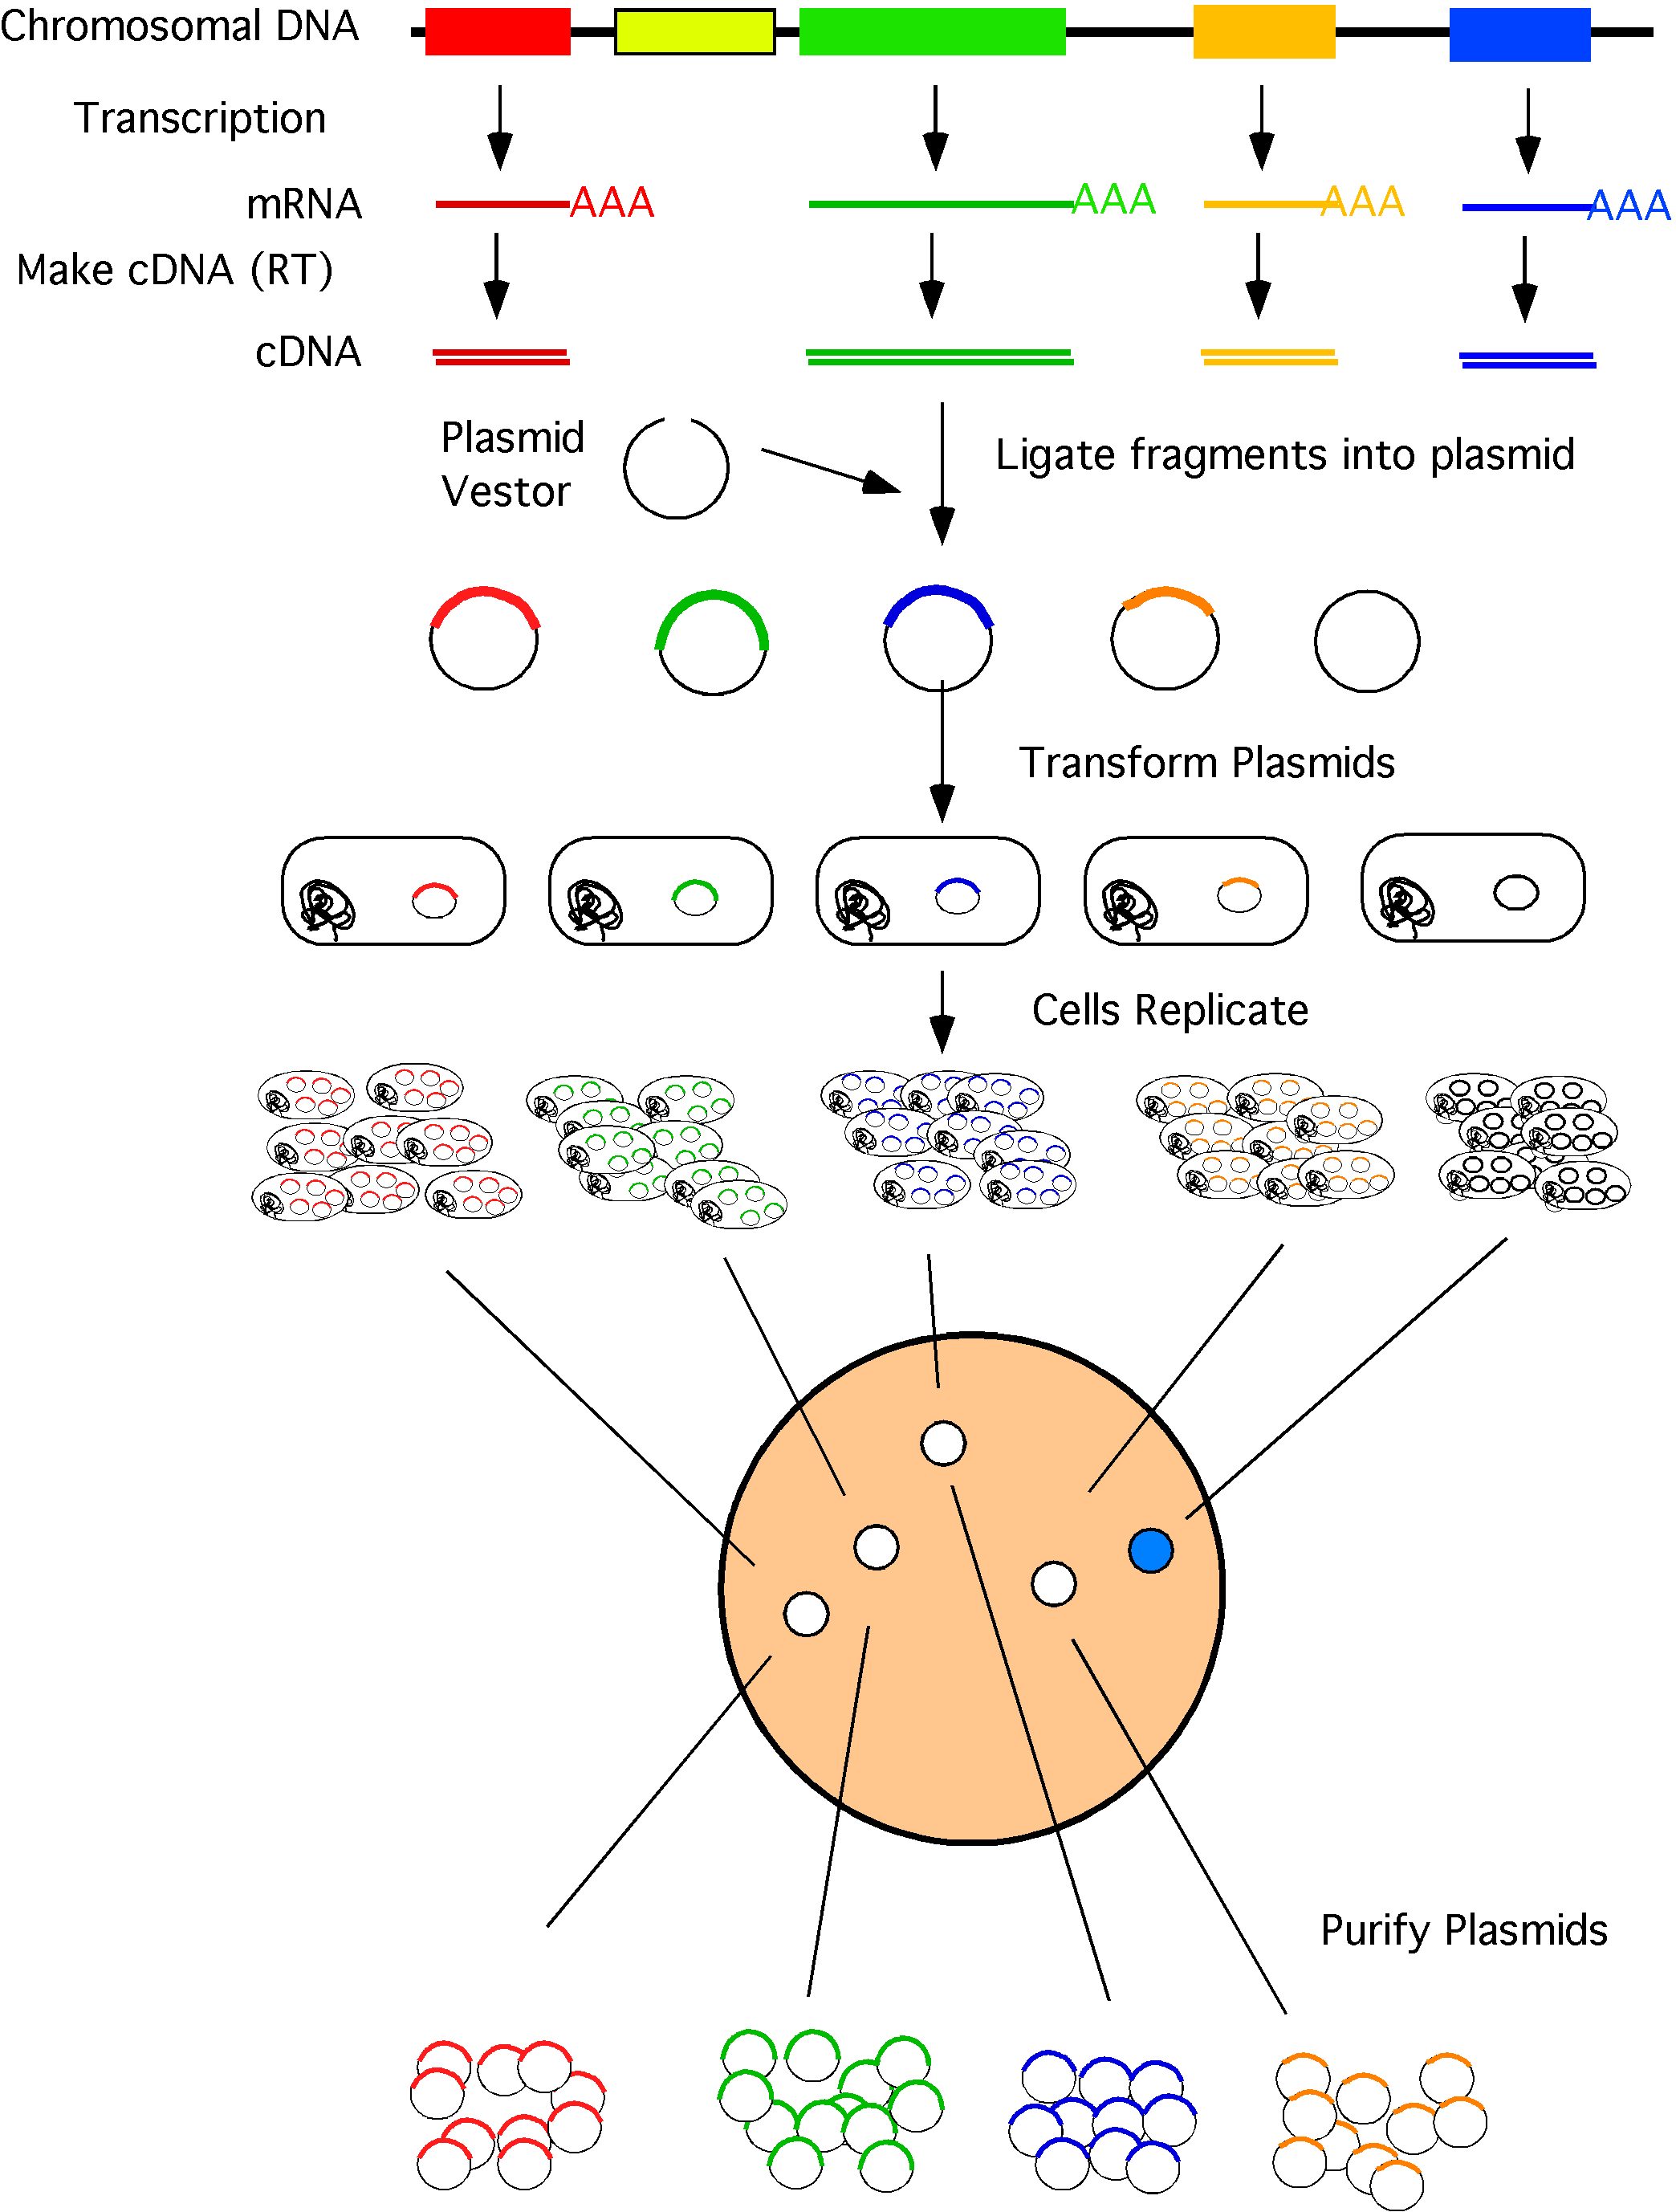 Chromosomal DNA
Transcription
mRNA
AAA
AAA
AAA
AAA
Make cDNA (RT)
cDNA
Plasmid
Vestor
Ligate fragments into plasmid
Transform Plasmids
Cells Replicate
Purify Plasmids